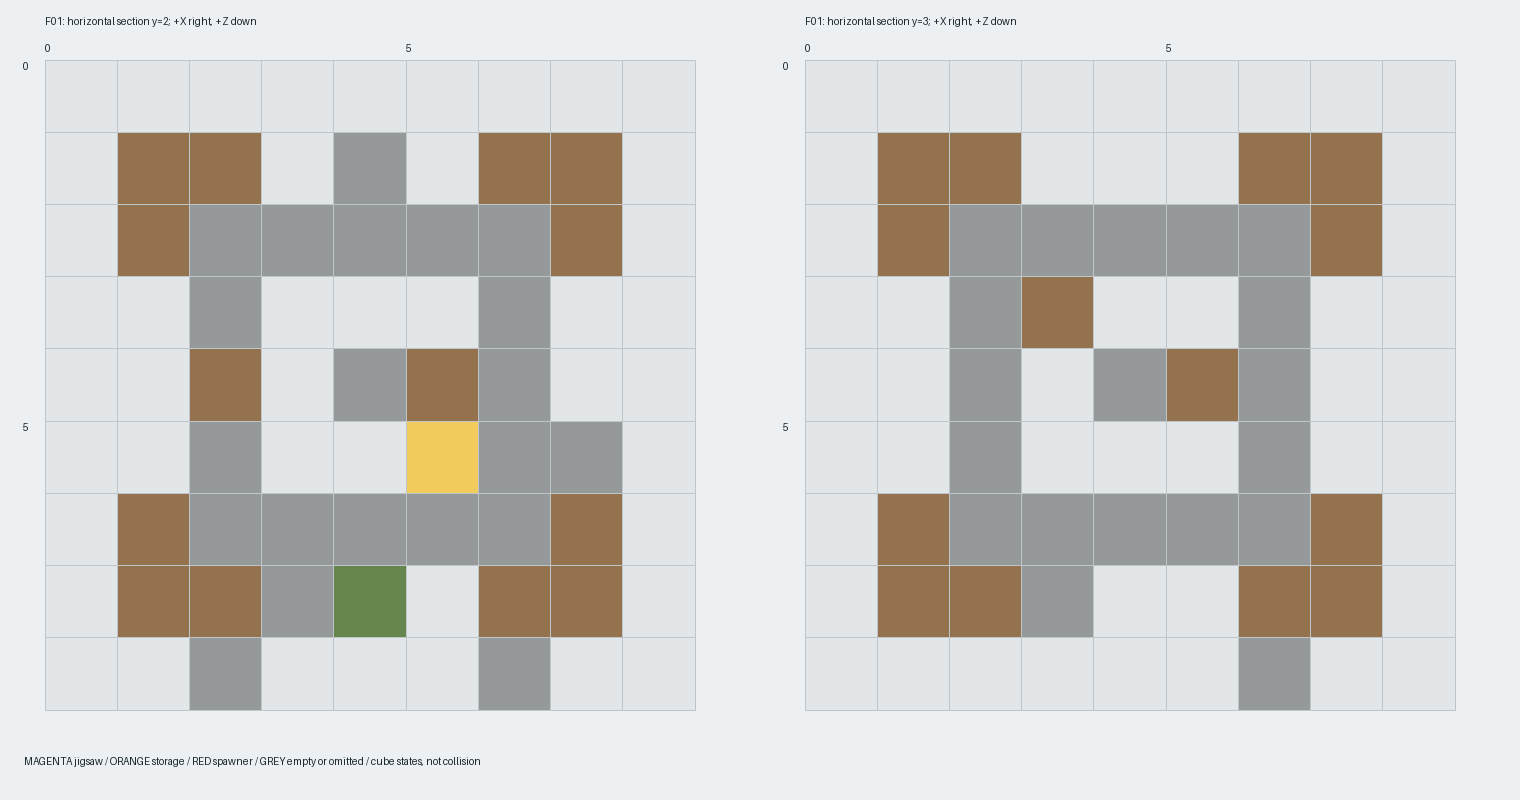 F01: horizontal section y=2; +X right, +Z down
F01: horizontal section y=3; +X right, +Z down
0 5
0 5
0
0
5
5
MAGENTA jigsaw / ORANGE storage / RED spawner / GREY empty or omitted / cube states, not collision